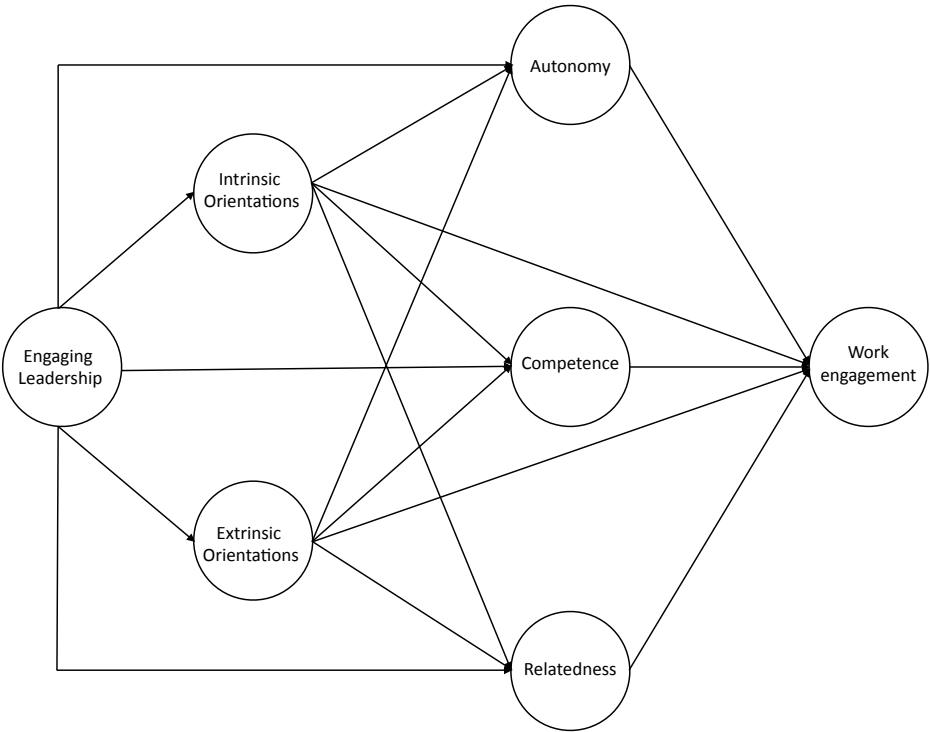 Autonomy
Intrinsic
Orientations
Engaging
Leadership
Competence
Work
engagement
Extrinsic
Orientations
Relatedness